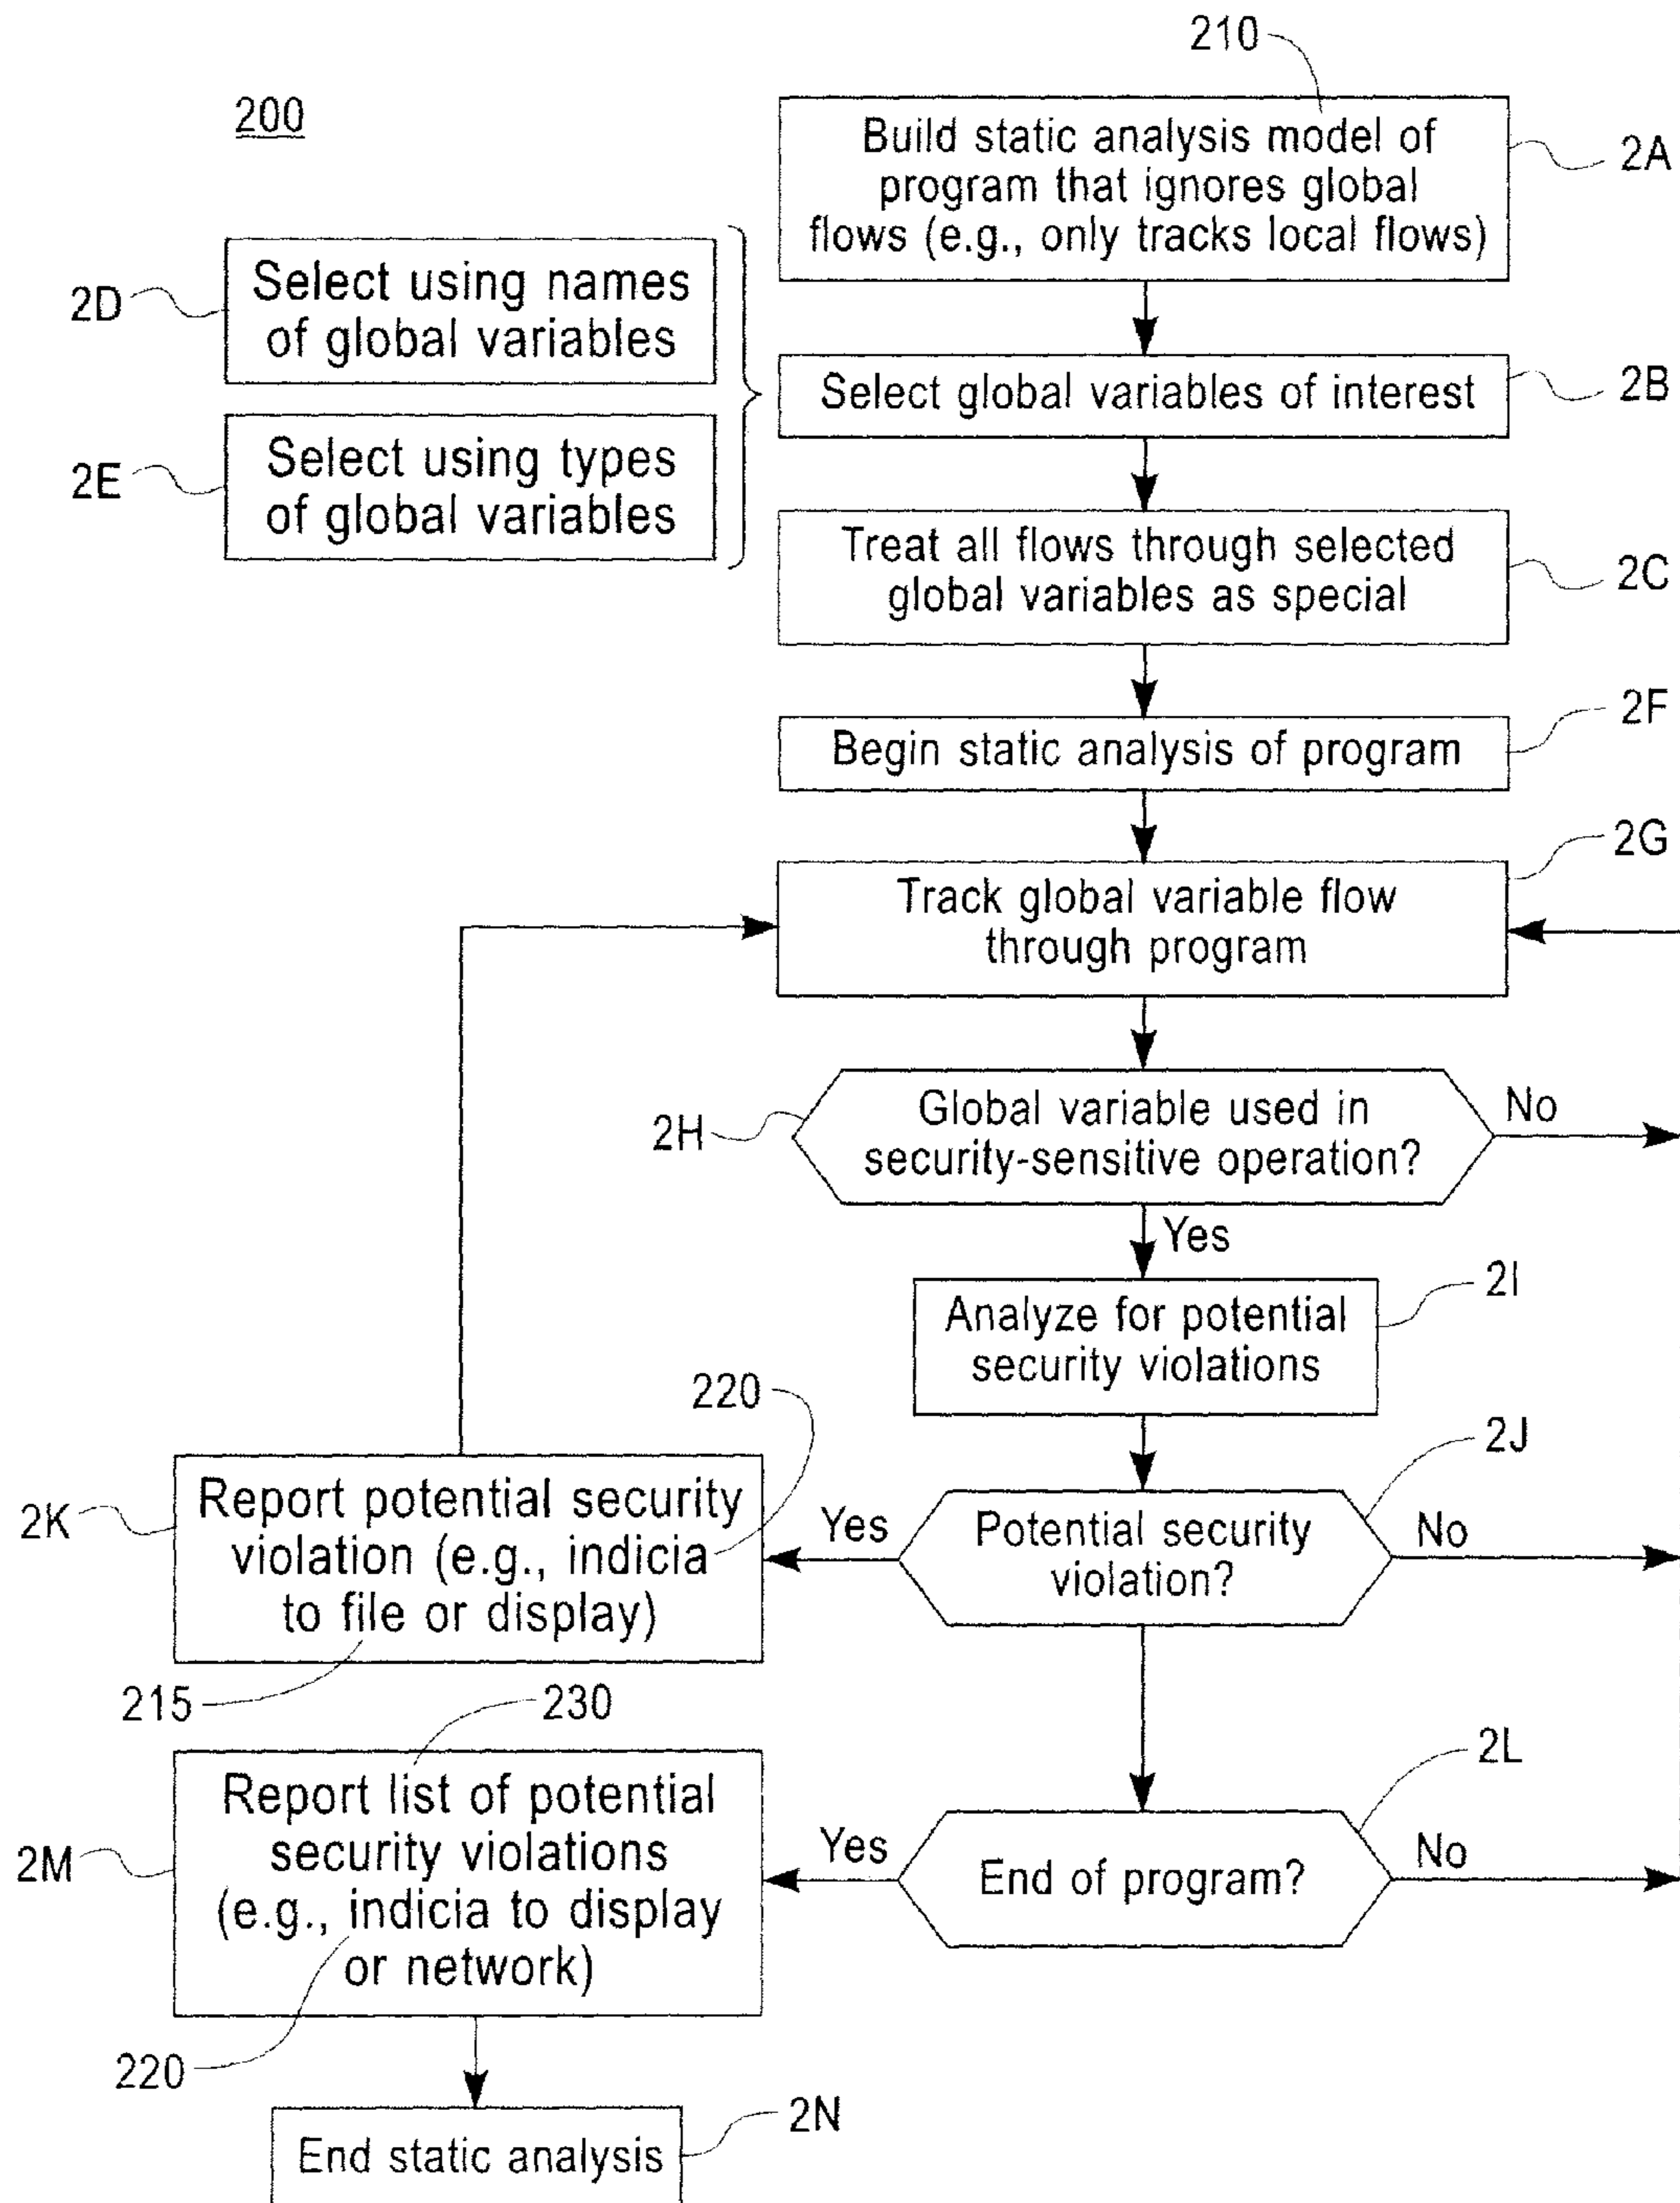 210
200
Build static analysis model of
program that ignores global
flows (e.g., only tracks local flows)
2A
2D
Select using names
of global variables
Select global variables of interest
2B
2E
Select using types
of global variables
Treat all flows through selected
global variables as special
2C
Begin static analysis of program
2F
Track global variable flow
through program
2G
2H
Global variable used in
security-sensitive operation?
No
Yes
Analyze for potential
security violations
2I
220
2J
2K
Report potential security
violation (e.g., indicia
to file or display)
Yes
Potential security
violation?
No
215
230
2L
2M
Report list of potential
security violations
(e.g., indicia to display
or network)
Yes
End of program?
No
220
2N
End static analysis